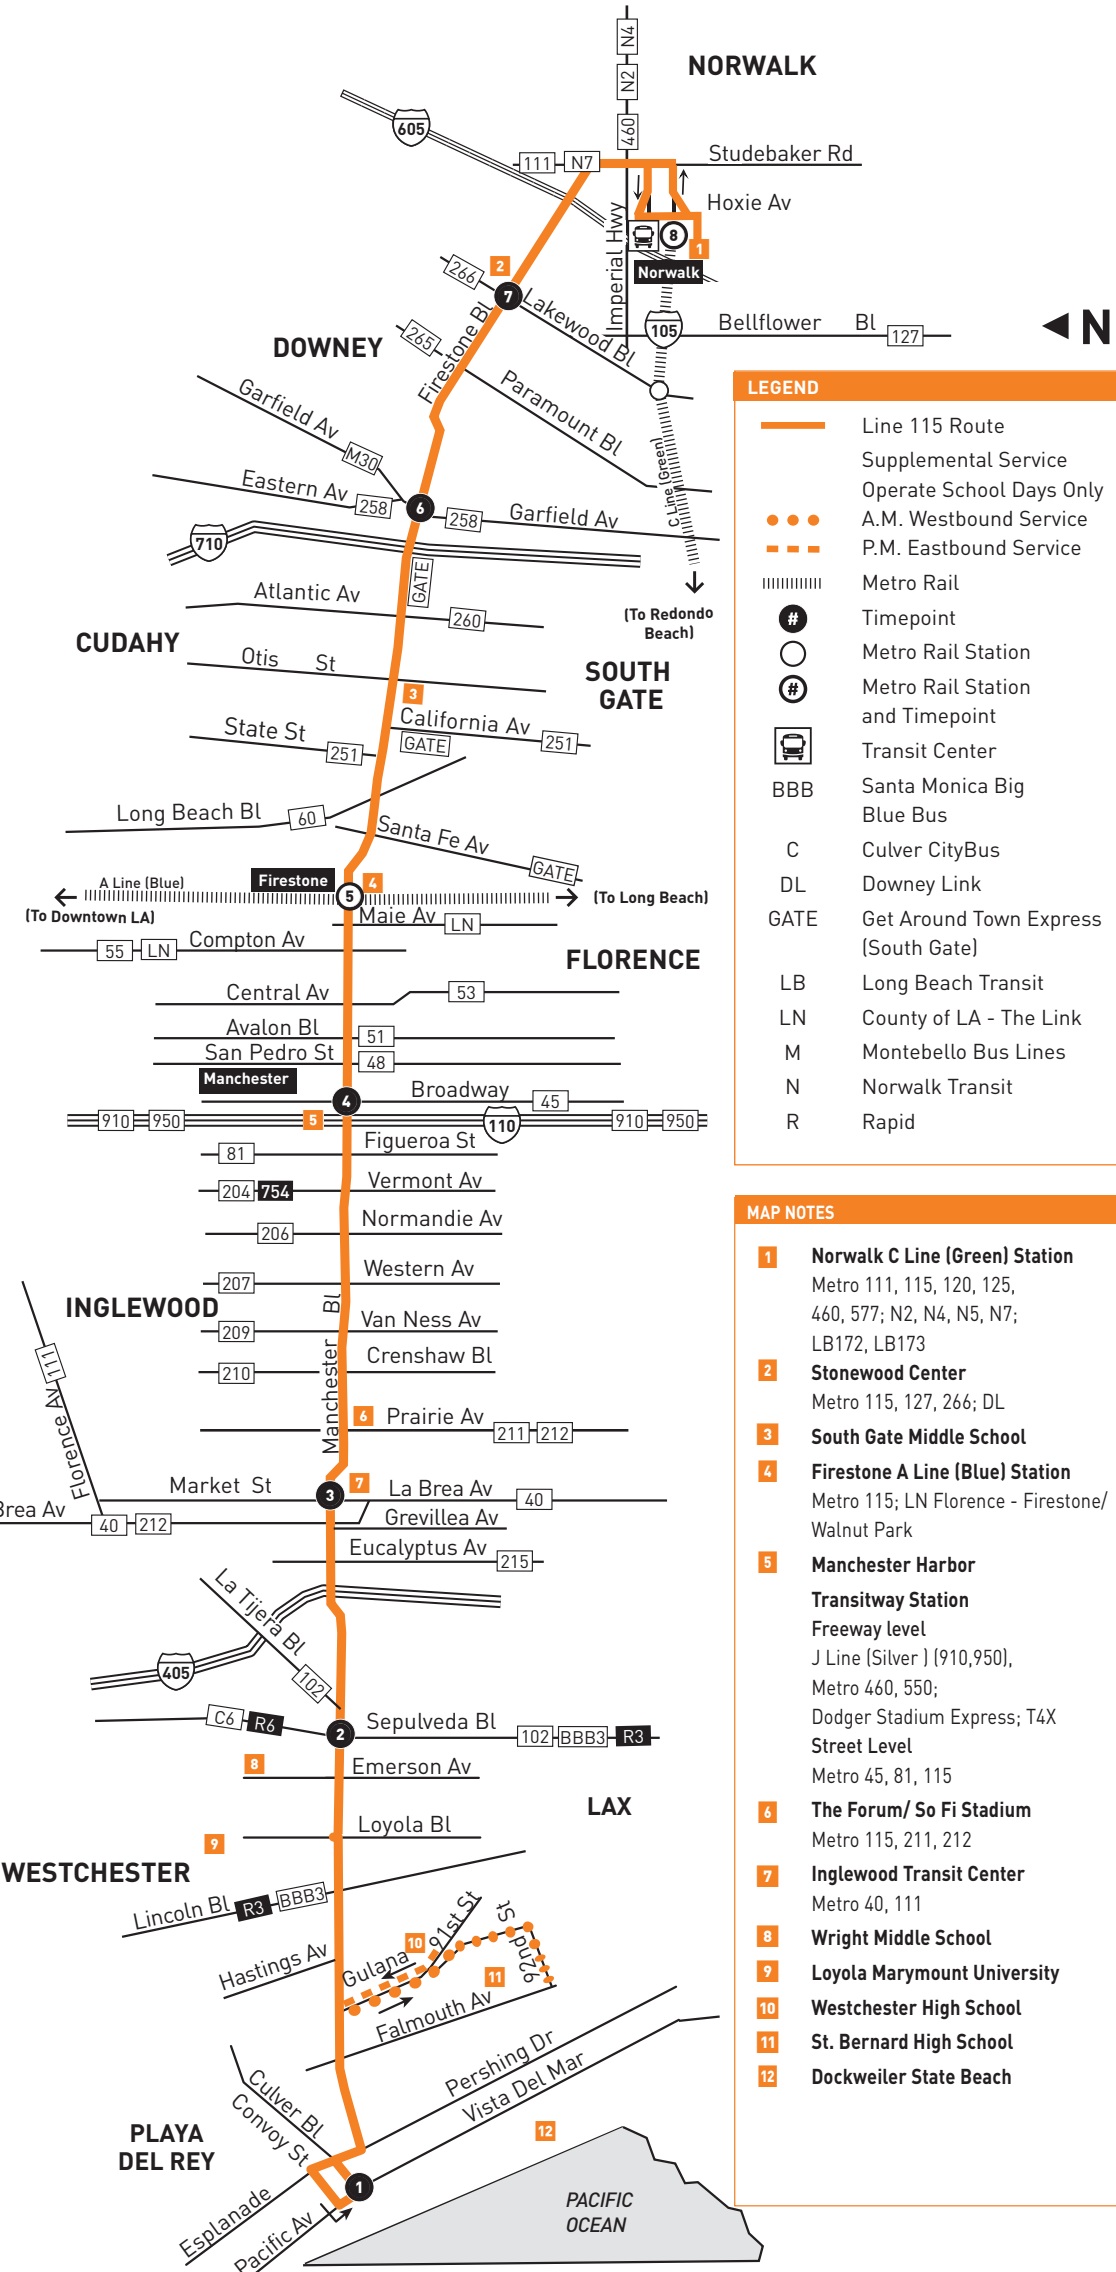 N4
N2
460
NORWALK
605
111
N7
Studebaker Rd
Hoxie Av
Imperial Hwy
8
1
Norwalk
266
2
7
Lakewood Bl
105
Bellflower Bl
127
N
265
Firestone Bl
DOWNEY
Paramount Bl
Garfield Av
M30
Eastern Av
258
6
258
Garfield Av
C Line (Green)
710
GATE
Atlantic Av
260
(To Redondo
Beach)
CUDAHY
Otis St
SOUTH
GATE
3
State St
251
California Av
GATE
251
Long Beach Bl
60
Santa Fe Av
GATE
A Line (Blue)
Firestone
5
4
(To Downtown LA)
(To Long Beach)
Maie Av
LN
55
LN
Compton Av
FLORENCE
Central Av
53
Avalon Bl
51
San Pedro St
48
Manchester
4
Broadway
45
910
950
5
110
910
950
Figueroa St
81
Vermont Av
204
754
Normandie Av
206
Western Av
207
INGLEWOOD
Manchester Bl
Van Ness Av
209
Crenshaw Bl
210
Florence Av
111
6
Prairie Av
211
212
Market St
3
7
La Brea Av
40
Brea Av
40
212
Grevillea Av
Eucalyptus Av
215
La Tijera Bl
102
405
C6
R6
2
Sepulveda Bl
102
BBB3
R3
8
Emerson Av
LAX
9
Loyola Bl
WESTCHESTER
Lincoln Bl
R3
BBB3
Hastings Av
Gulana
10
91st St
92nd St
11
Falmouth Av
Pershing Dr
Vista Del Mar
Culver Bl
Convoy St
PLAYA
DEL REY
1
12
Esplanade
Pacific Av
PACIFIC
OCEAN
LEGEND
Line 115 Route
Supplemental Service
Operate School Days Only
A.M. Westbound Service
P.M. Eastbound Service
Metro Rail
# Timepoint
Metro Rail Station
# Metro Rail Station
and Timepoint
Transit Center
BBB Santa Monica Big
Blue Bus
C Culver CityBus
DL Downey Link
GATE Get Around Town Express
(South Gate)
LB Long Beach Transit
LN County of LA - The Link
M Montebello Bus Lines
N Norwalk Transit
R Rapid
MAP NOTES
1 Norwalk C Line (Green) Station
Metro 111, 115, 120, 125,
460, 577; N2, N4, N5, N7;
LB172, LB173
2 Stonewood Center
Metro 115, 127, 266; DL
3 South Gate Middle School
4 Firestone A Line (Blue) Station
Metro 115; LN Florence - Firestone/
Walnut Park
5 Manchester Harbor
Transitway Station
Freeway level
J Line (Silver ) (910,950),
Metro 460, 550;
Dodger Stadium Express; T4X
Street Level
Metro 45, 81, 115
6 The Forum/ So Fi Stadium
Metro 115, 211, 212
7 Inglewood Transit Center
Metro 40, 111
8 Wright Middle School
9 Loyola Marymount University
10 Westchester High School
11 St. Bernard High School
12 Dockweiler State Beach